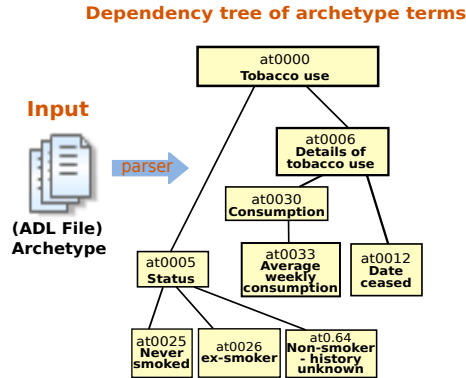 Dependency tree of archetype terms
at0000
Tobacco use
Input
at0006
Details of
tobacco use
parser
at0030
Consumption
(ADL File)
Archetype
at0005
Status
at0033
Average
weekly
consumption
at0012
Date
ceased
at0025
Never
smoked
at0026
ex-smoker
at0.64
Non-smoker
- history
unknown